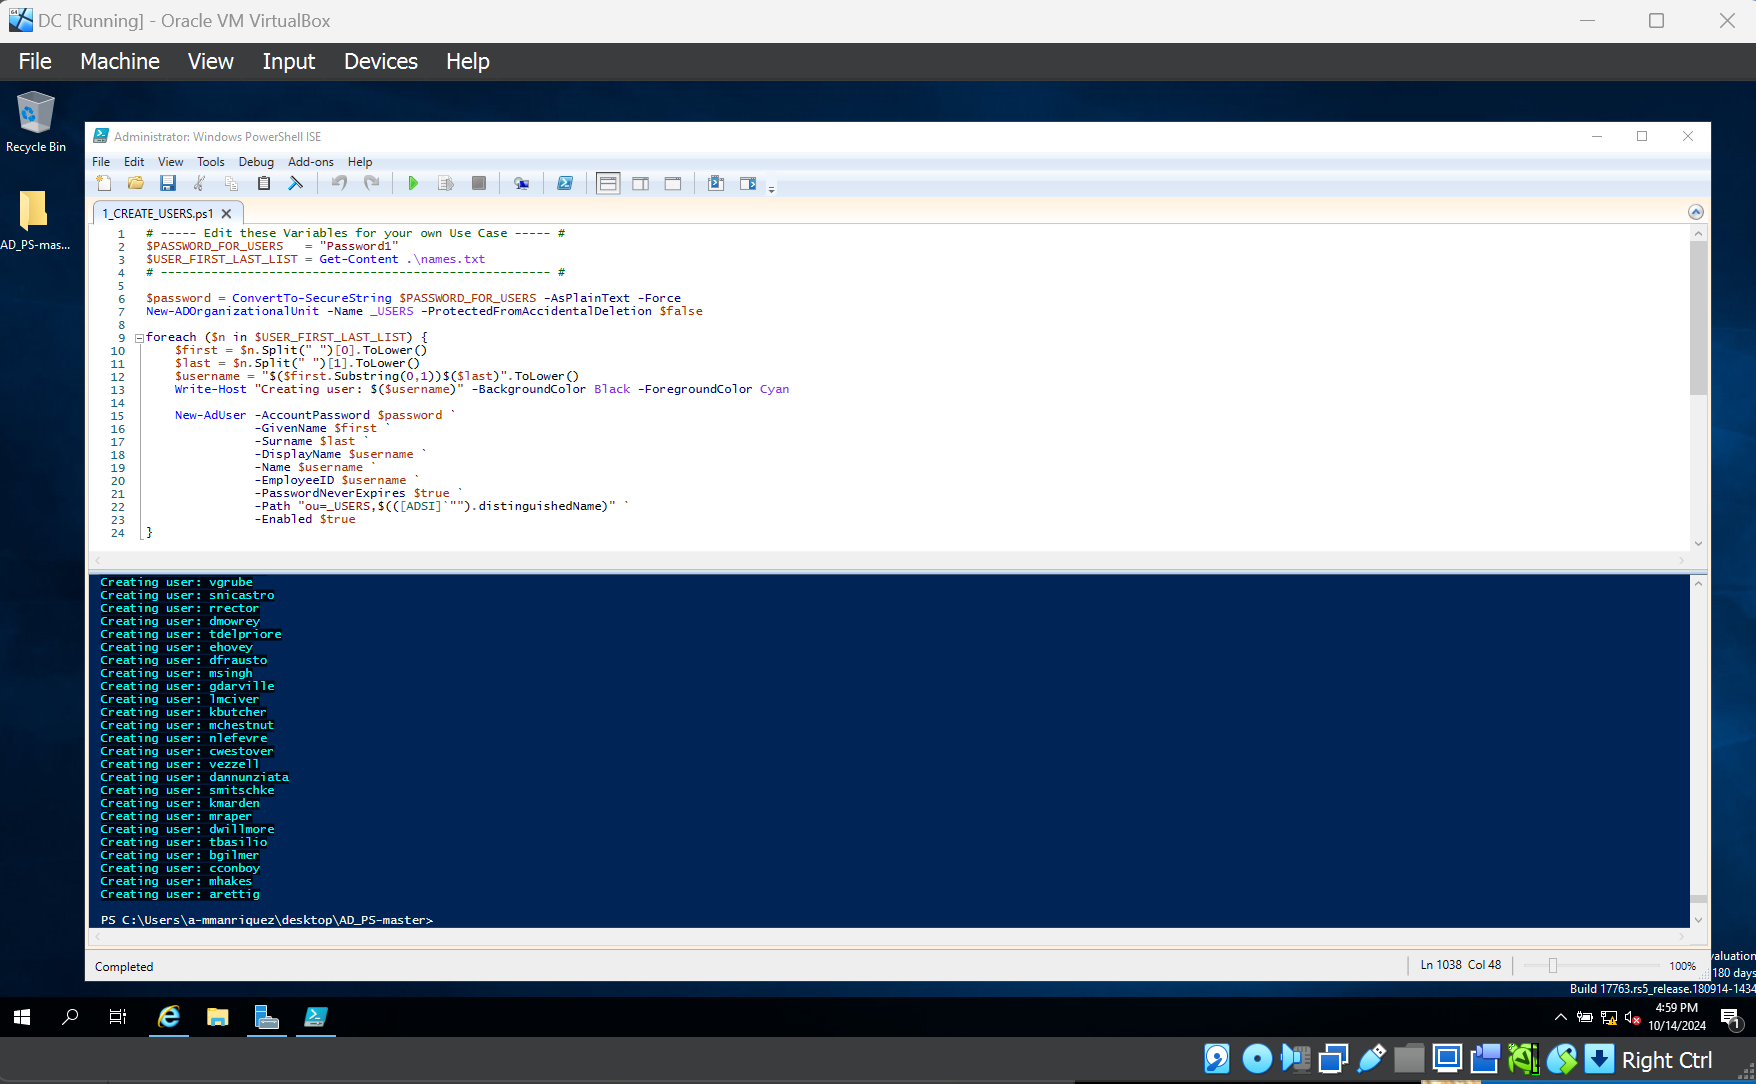 DC [Running] - Oracle VM VirtualBox
File Machine View Input Devices Help
Recycle Bin
AD_PS-mas...
Administrator: Windows PowerShell ISE
File Edit View Tools Debug Add-ons Help
1_CREATE_USERS.ps1
1 # ----- Edit these Variables for your own Use Case ----- #
2 $PASSWORD_FOR_USERS   = "Password1"
3 $USER_FIRST_LAST_LIST = Get-Content .\names.txt
4 # ------------------------------------------------------ #
5
6 $password = ConvertTo-SecureString $PASSWORD_FOR_USERS -AsPlainText -Force
7 New-ADOrganizationalUnit -Name _USERS -ProtectedFromAccidentalDeletion $false
8
9 foreach ($n in $USER_FIRST_LAST_LIST) {
10     $first = $n.Split(" ")[0].ToLower()
11     $last = $n.Split(" ")[1].ToLower()
12     $username = "$($first.Substring(0,1))$($last)".ToLower()
13     Write-Host "Creating user: $($username)" -BackgroundColor Black -ForegroundColor Cyan
14
15     New-AdUser -AccountPassword $password `
16                -GivenName $first `
17                -Surname $last `
18                -DisplayName $username `
19                -Name $username `
20                -EmployeeID $username `
21                -PasswordNeverExpires $true `
22                -Path "ou=_USERS,$(([ADSI]`"").distinguishedName)" `
23                -Enabled $true
24 }
Creating user: vgrube
Creating user: snicastro
Creating user: rrector
Creating user: dmowrey
Creating user: tdelpriore
Creating user: ehovey
Creating user: dfrausto
Creating user: msingh
Creating user: gdarville
Creating user: lmciver
Creating user: kbutcher
Creating user: mchestnut
Creating user: nlefevre
Creating user: cwestover
Creating user: vezzell
Creating user: dannunziata
Creating user: smitschke
Creating user: kmarden
Creating user: mraper
Creating user: dwillmore
Creating user: tbasilio
Creating user: bgilmer
Creating user: cconboy
Creating user: mhakes
Creating user: arettig
PS C:\Users\a-mmanriquez\desktop\AD_PS-master>
Completed
Ln 1038 Col 48
100%
valuation
180 days
Build 17763.rs5_release.180914-1434
4:59 PM
10/14/2024
1
Right Ctrl